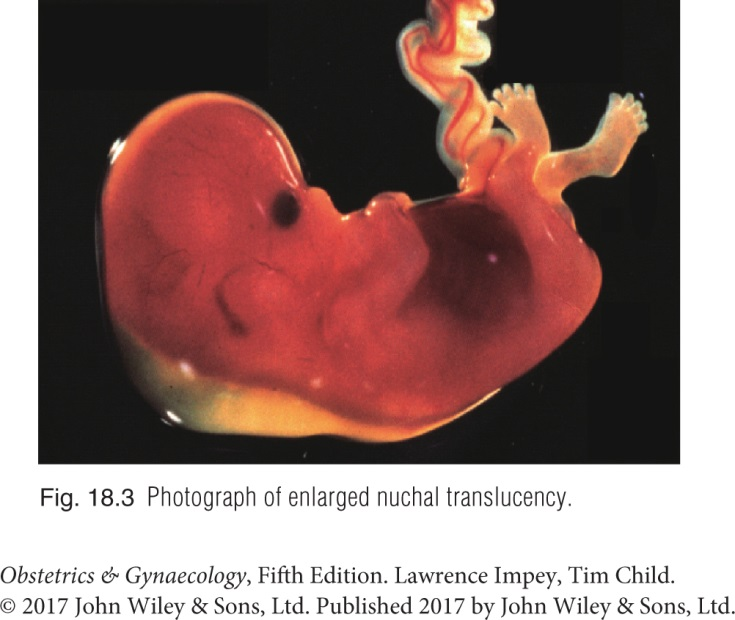 Fig. 18.3 Photograph of enlarged nuchal translucency.
Obstetrics & Gynaecology, Fifth Edition. Lawrence Impey, Tim Child.
© 2017 John Wiley & Sons, Ltd. Published 2017 by John Wiley & Sons, Ltd.